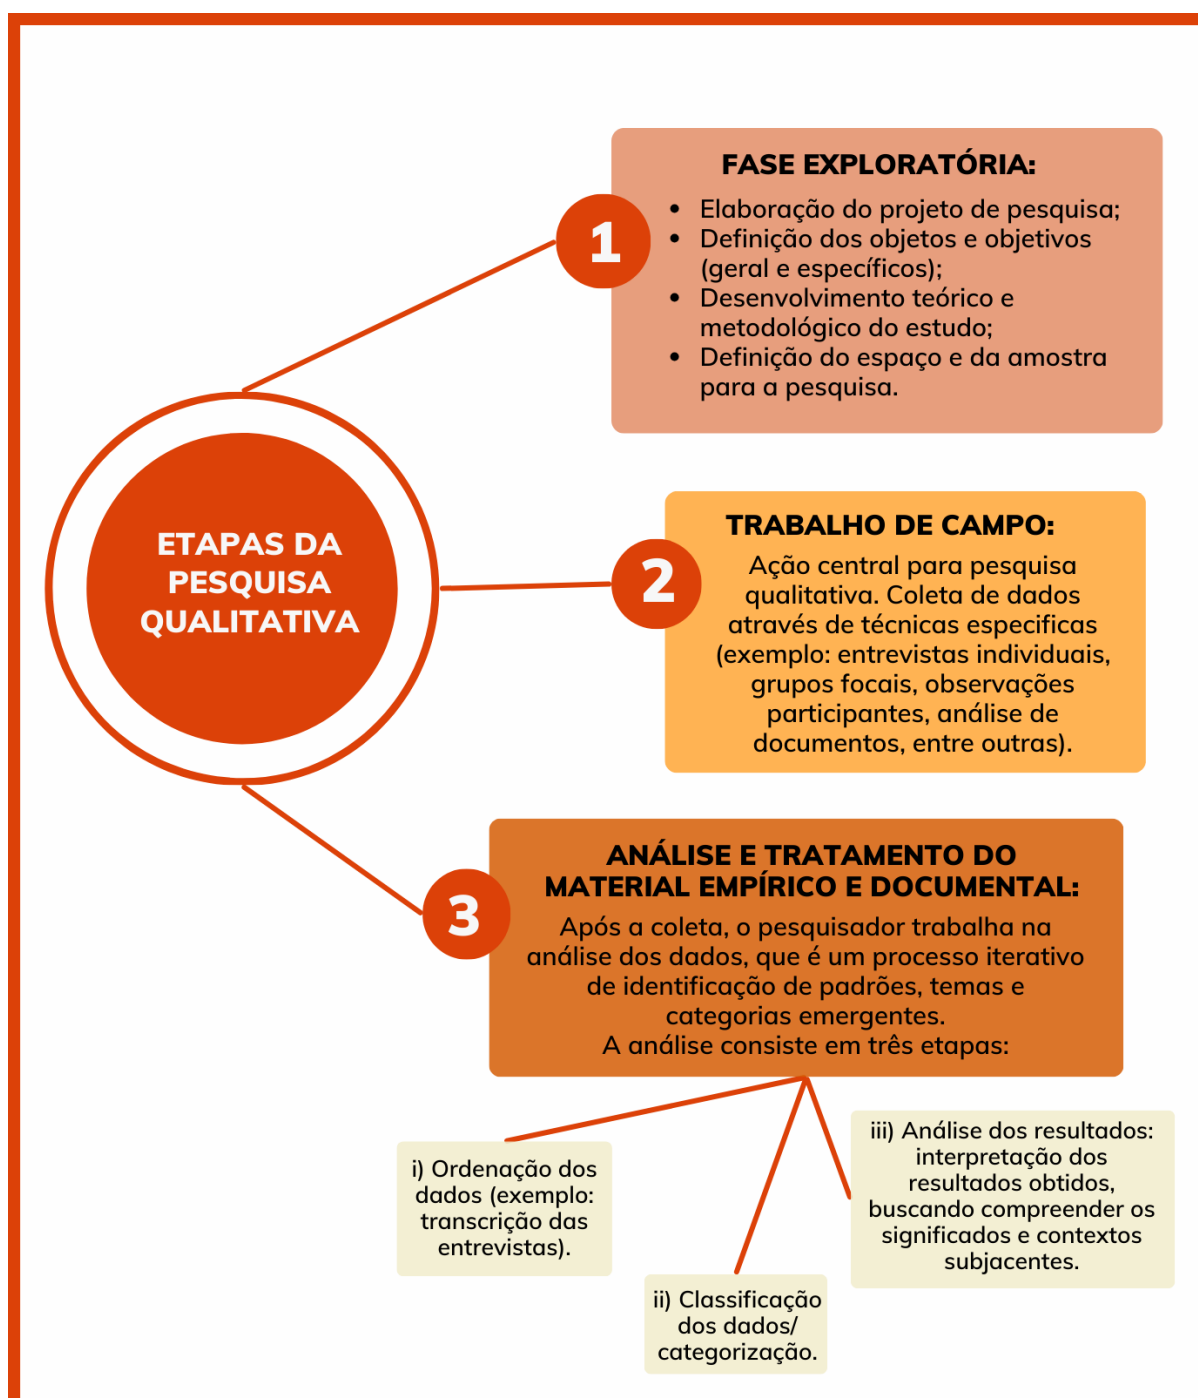 FASE EXPLORATÓRIA:
1
• Elaboração do projeto de pesquisa;
• Definição dos objetos e objetivos
(geral e específicos);
• Desenvolvimento teórico e
metodológico do estudo;
• Definição do espaço e da amostra
para a pesquisa.
ETAPAS DA
PESQUISA
QUALITATIVA
TRABALHO DE CAMPO:
2
Ação central para pesquisa
qualitativa. Coleta de dados
através de técnicas especificas
(exemplo: entrevistas individuais,
grupos focais, observações
participantes, análise de
documentos, entre outras).
ANÁLISE E TRATAMENTO DO
MATERIAL EMPÍRICO E DOCUMENTAL:
3
Após a coleta, o pesquisador trabalha na
análise dos dados, que é um processo iterativo
de identificação de padrões, temas e
categorias emergentes.
A análise consiste em três etapas:
i) Ordenação dos
dados (exemplo:
transcrição das
entrevistas).
ii) Classificação
dos dados/
categorização.
iii) Análise dos resultados:
interpretação dos
resultados obtidos,
buscando compreender os
significados e contextos
subjacentes.